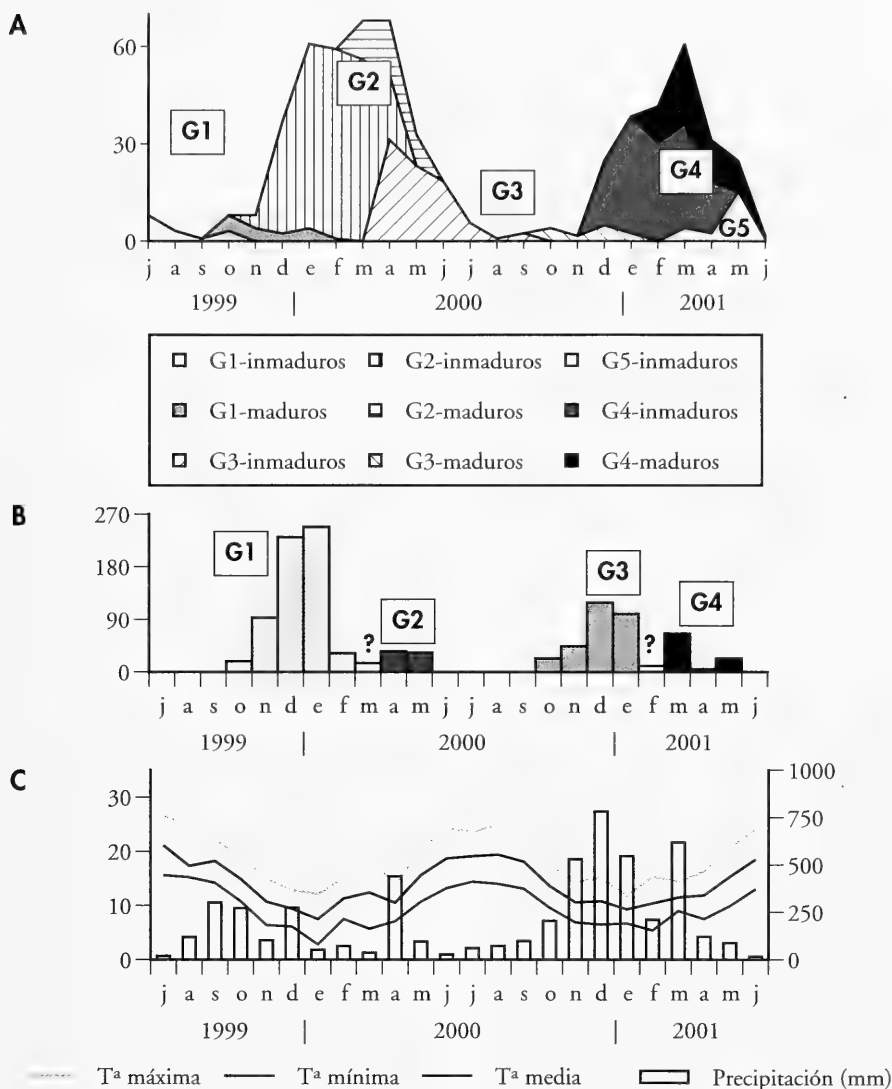 A
60
30
0
G1
G2
G3
G4
G5
j a s o n d e f m a m j j a s o n d e f m a m j
1999 | 2000 | 2001
G1-inmaduros G2-inmaduros G5-inmaduros
G1-maduros G2-maduros G4-inmaduros
G3-inmaduros G3-maduros G4-maduros
B
270
180
90
0
G1
?
G2
G3
?
G4
j a s o n d e f m a m j j a s o n d e f m a m j
1999 | 2000 | 2001
C
30
20
10
0
1000
750
500
250
0
j a s o n d e f m a m j j a s o n d e f m a m j
1999 | 2000 | 2001
Tª máxima Tª mínima Tª media Precipitación (mm)